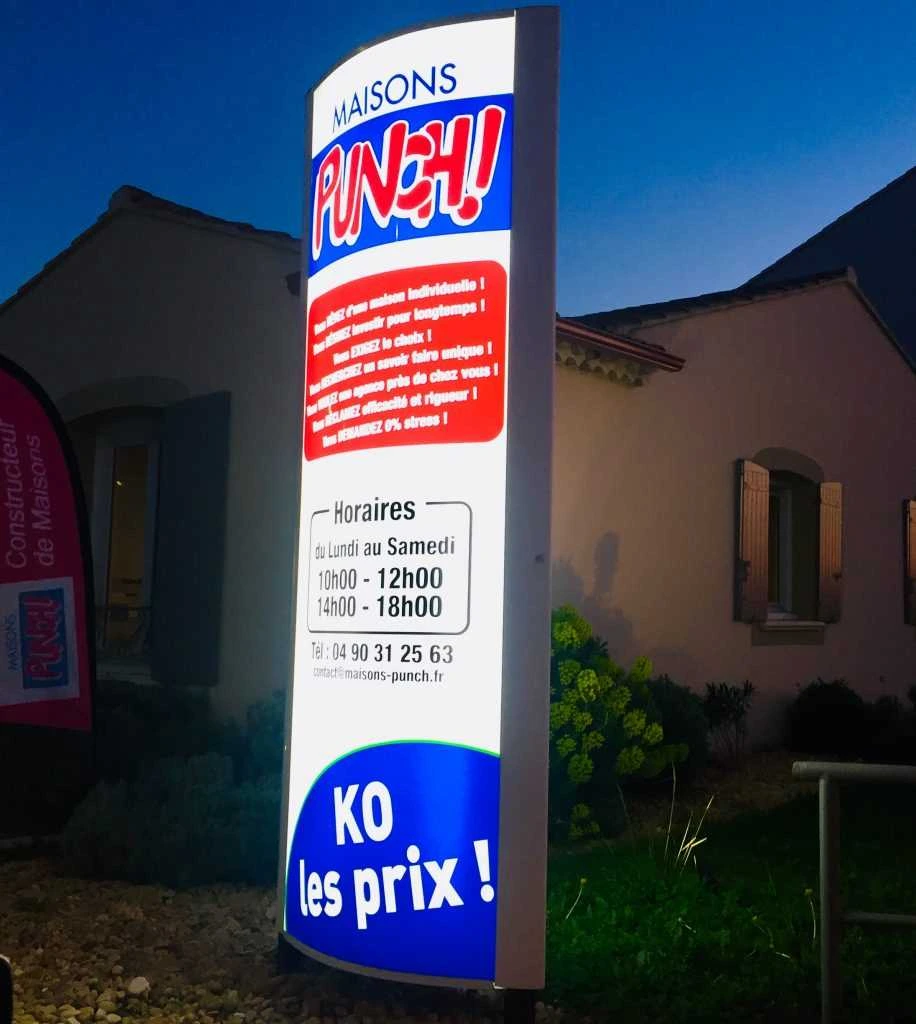 MAISONS
PUNCH!
Vous RÊVEZ d'une maison individuelle !
Vous DÉSIREZ investir pour longtemps !
Vous EXIGEZ le choix !
Vous RECHERCHEZ un savoir faire unique !
Vous VOULEZ une agence près de chez vous !
Vous DÉCLAREZ efficacité et rigueur !
Vous DEMANDEZ 0% stress !
Horaires
du Lundi au Samedi
10h00 - 12h00
14h00 - 18h00
Tél : 04 90 31 25 63
contact@maisons-punch.fr
KO
les prix !
Constructeur
de Maisons
MAISONS
PUNCH!